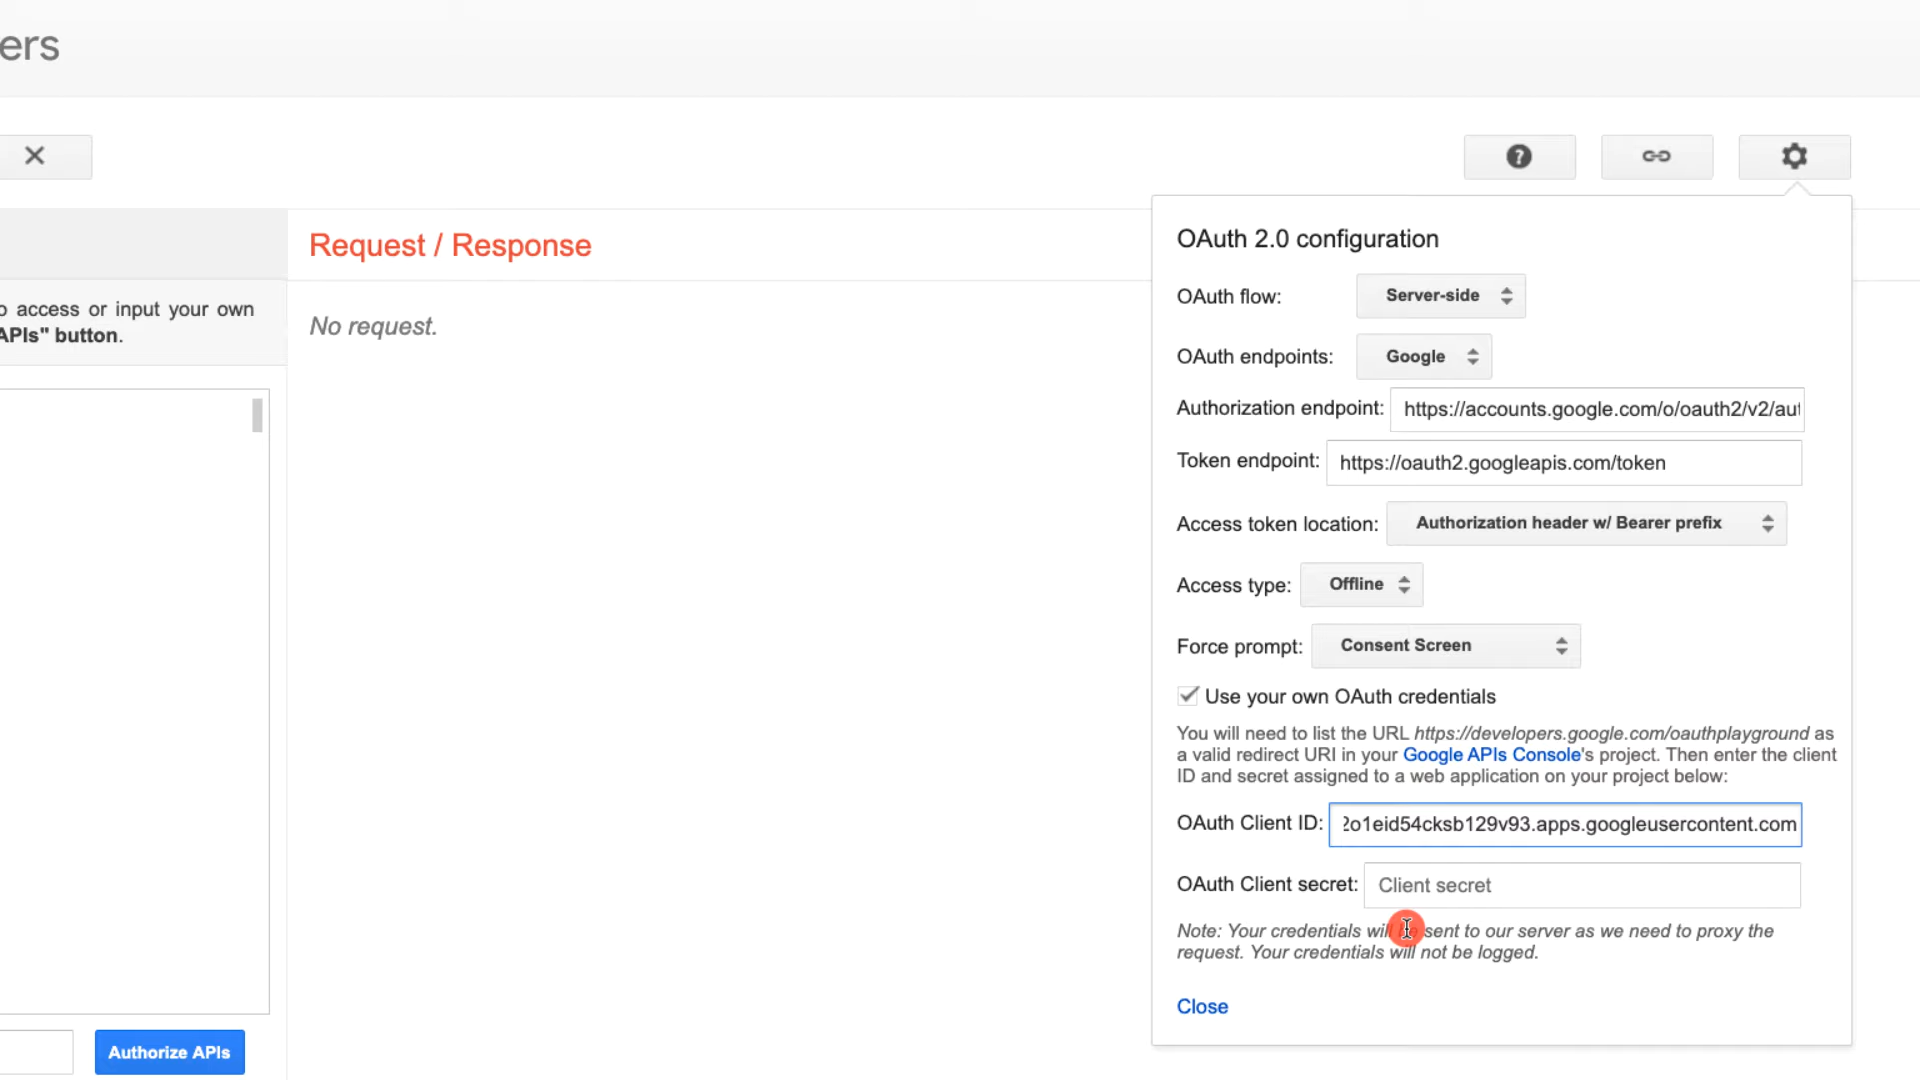 ers
Request / Response
o access or input your own
APIs" button.
No request.
OAuth 2.0 configuration
OAuth flow: Server-side
OAuth endpoints: Google
Authorization endpoint: https://accounts.google.com/o/oauth2/v2/aut
Token endpoint: https://oauth2.googleapis.com/token
Access token location: Authorization header w/ Bearer prefix
Access type: Offline
Force prompt: Consent Screen
Use your own OAuth credentials
You will need to list the URL https://developers.google.com/oauthplayground as
a valid redirect URI in your Google APIs Console's project. Then enter the client
ID and secret assigned to a web application on your project below:
OAuth Client ID: 2o1eid54cksb129v93.apps.googleusercontent.com
OAuth Client secret: Client secret
Note: Your credentials will be sent to our server as we need to proxy the
request. Your credentials will not be logged.
Close
Authorize APIs